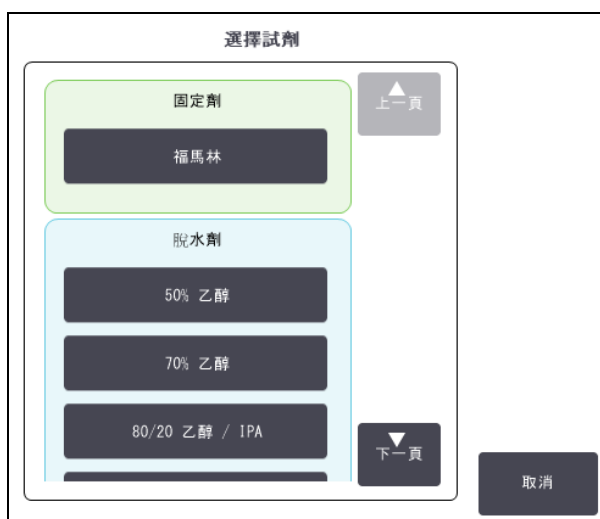 選擇試劑
固定劑
上一頁
福馬林
脫水劑
50% 乙醇
70% 乙醇
80/20 乙醇 / IPA
下一頁
取消